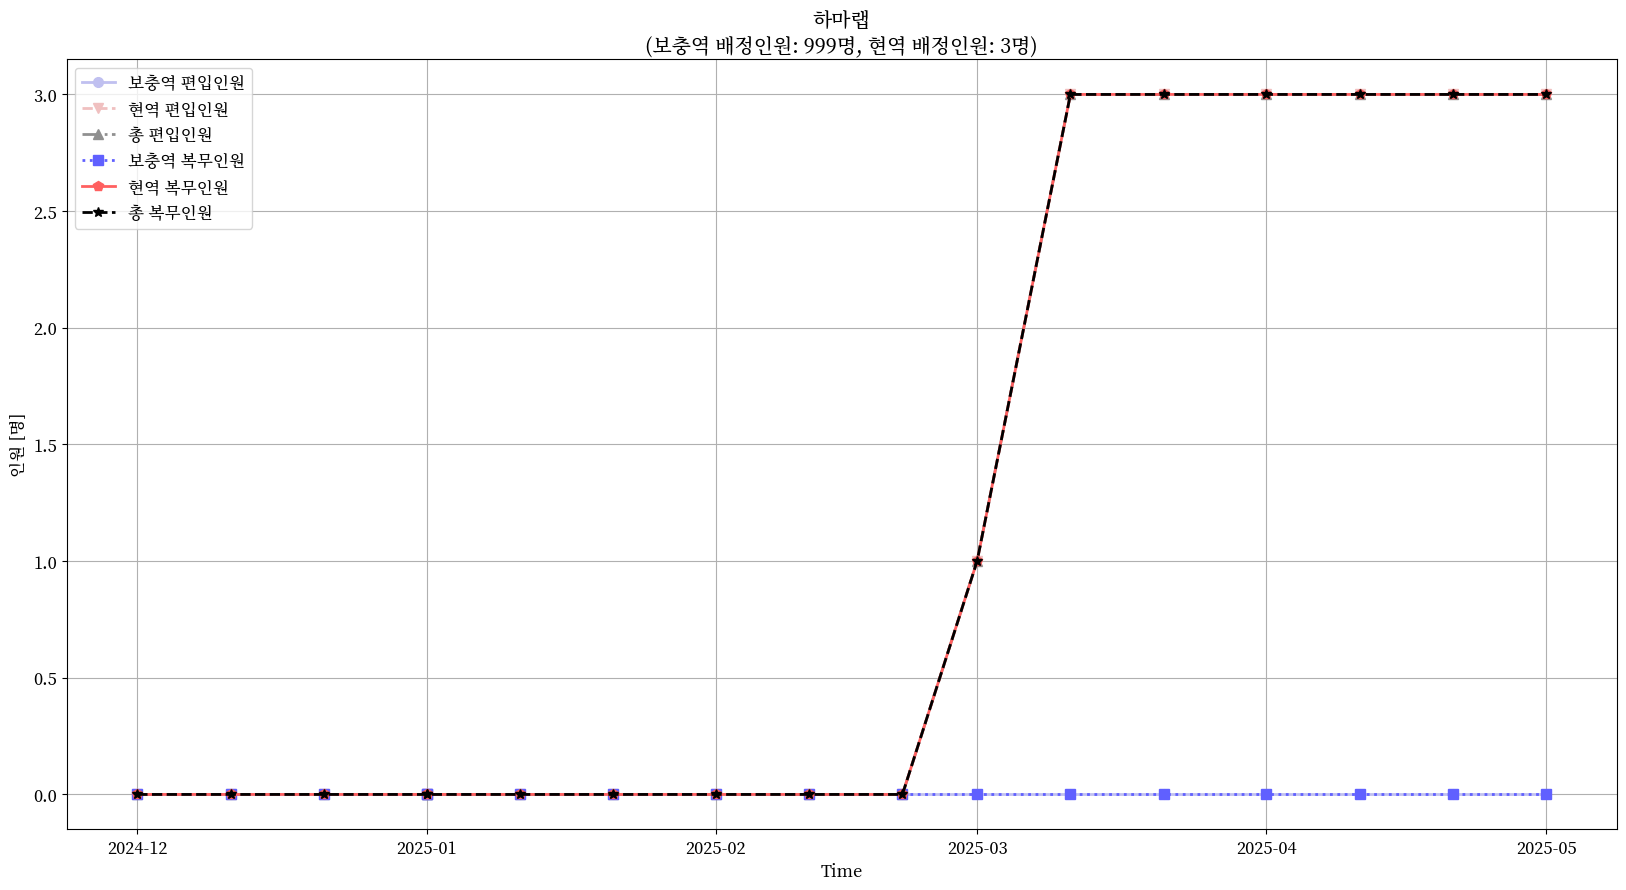 하마랩
(보충역 배정인원: 999명, 현역 배정인원: 3명)
보충역 편입인원
현역 편입인원
총 편입인원
보충역 복무인원
현역 복무인원
총 복무인원
3.0
2.5
2.0
1.5
1.0
0.5
0.0
인원 [명]
2024-12
2025-01
2025-02
2025-03
2025-04
2025-05
Time